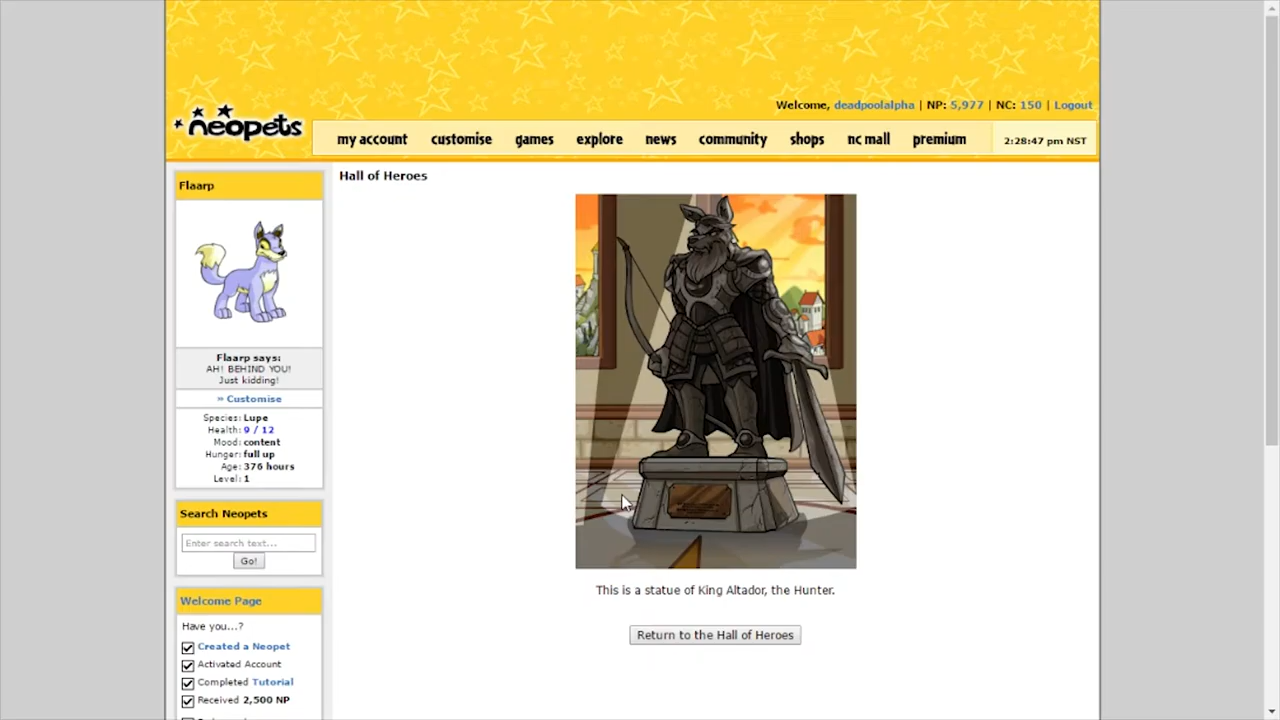 Welcome, deadpoolalpha | NP: 5,977 | NC: 150 | Logout
neopets
my account customise games explore news community shops nc mall premium 2:28:47 pm NST
Flaarp
Flaarp says:
AH! BEHIND YOU!
Just kidding!
» Customise
Species: Lupe
Health: 9 / 12
Mood: content
Hunger: full up
Age: 376 hours
Level: 1
Search Neopets
Enter search text...
Go!
Welcome Page
Have you...?
Created a Neopet
Activated Account
Completed Tutorial
Received 2,500 NP
Hall of Heroes
This is a statue of King Altador, the Hunter.
Return to the Hall of Heroes